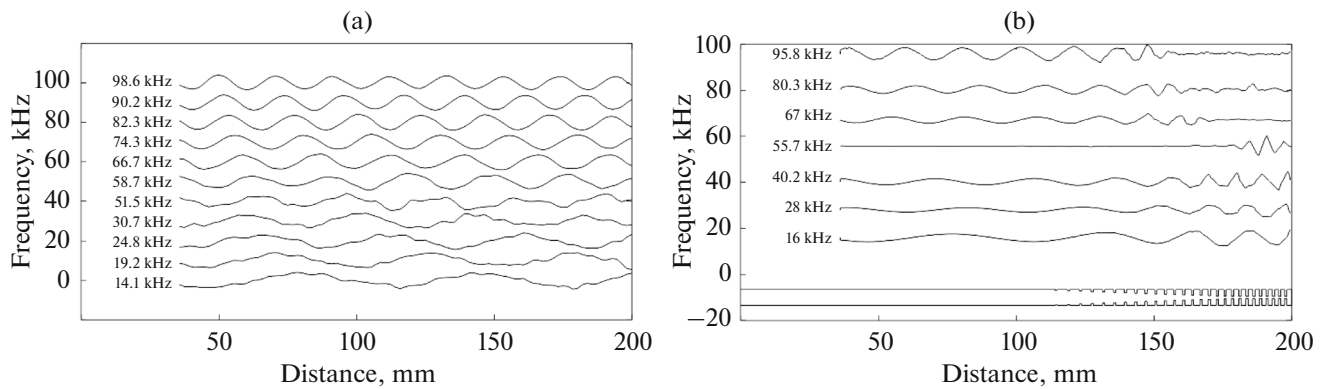 (a)
Frequency, kHz
100
80
60
40
20
0
98.6 kHz
90.2 kHz
82.3 kHz
74.3 kHz
66.7 kHz
58.7 kHz
51.5 kHz
30.7 kHz
24.8 kHz
19.2 kHz
14.1 kHz
50
100
150
200
Distance, mm
(b)
Frequency, kHz
100
80
60
40
20
0
−20
95.8 kHz
80.3 kHz
67 kHz
55.7 kHz
40.2 kHz
28 kHz
16 kHz
50
100
150
200
Distance, mm